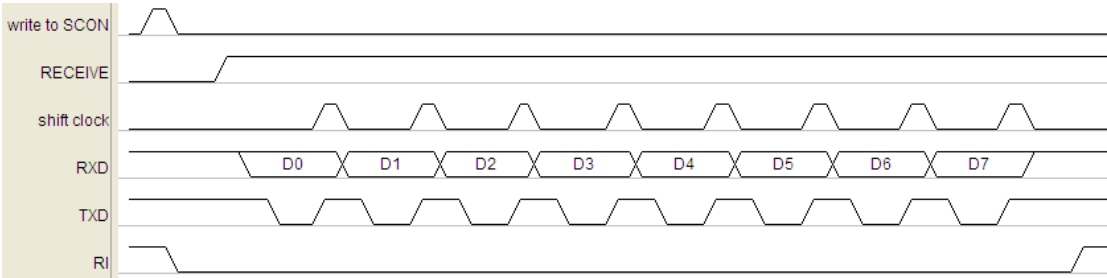 write to SCON
RECEIVE
shift clock
RXD D0 D1 D2 D3 D4 D5 D6 D7
TXD
RI